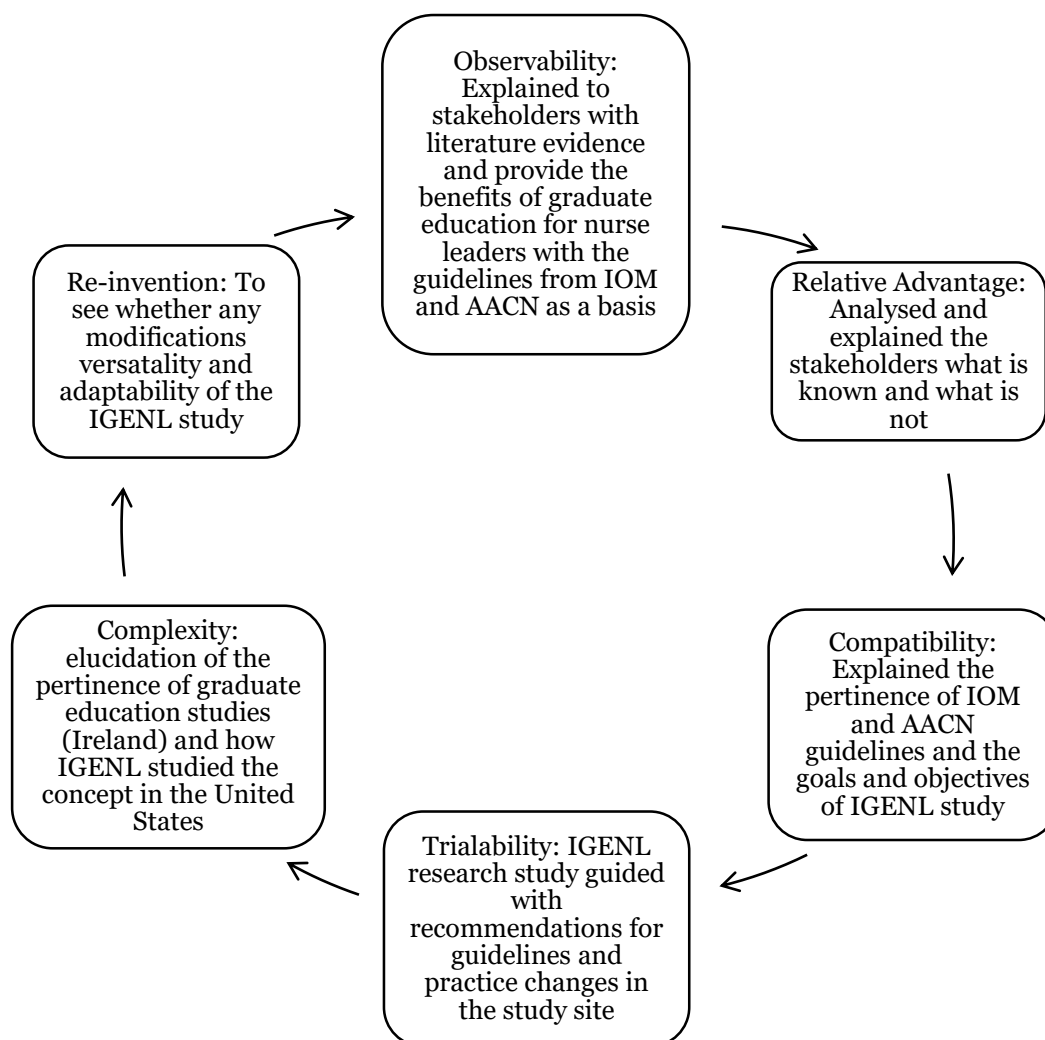 Observability:
Explained to
stakeholders with
literature evidence
and provide the
benefits of graduate
education for nurse
leaders with the
guidelines from IOM
and AACN as a basis
Relative Advantage:
Analysed and
explained the
stakeholders what is
known and what is
not
Compatibility:
Explained the
pertinence of IOM
and AACN
guidelines and the
goals and objectives
of IGENL study
Trialability: IGENL
research study guided
with
recommendations for
guidelines and
practice changes in
the study site
Complexity:
elucidation of the
pertinence of graduate
education studies
(Ireland) and how
IGENL studied the
concept in the United
States
Re-invention: To
see whether any
modifications
versatality and
adaptability of the
IGENL study